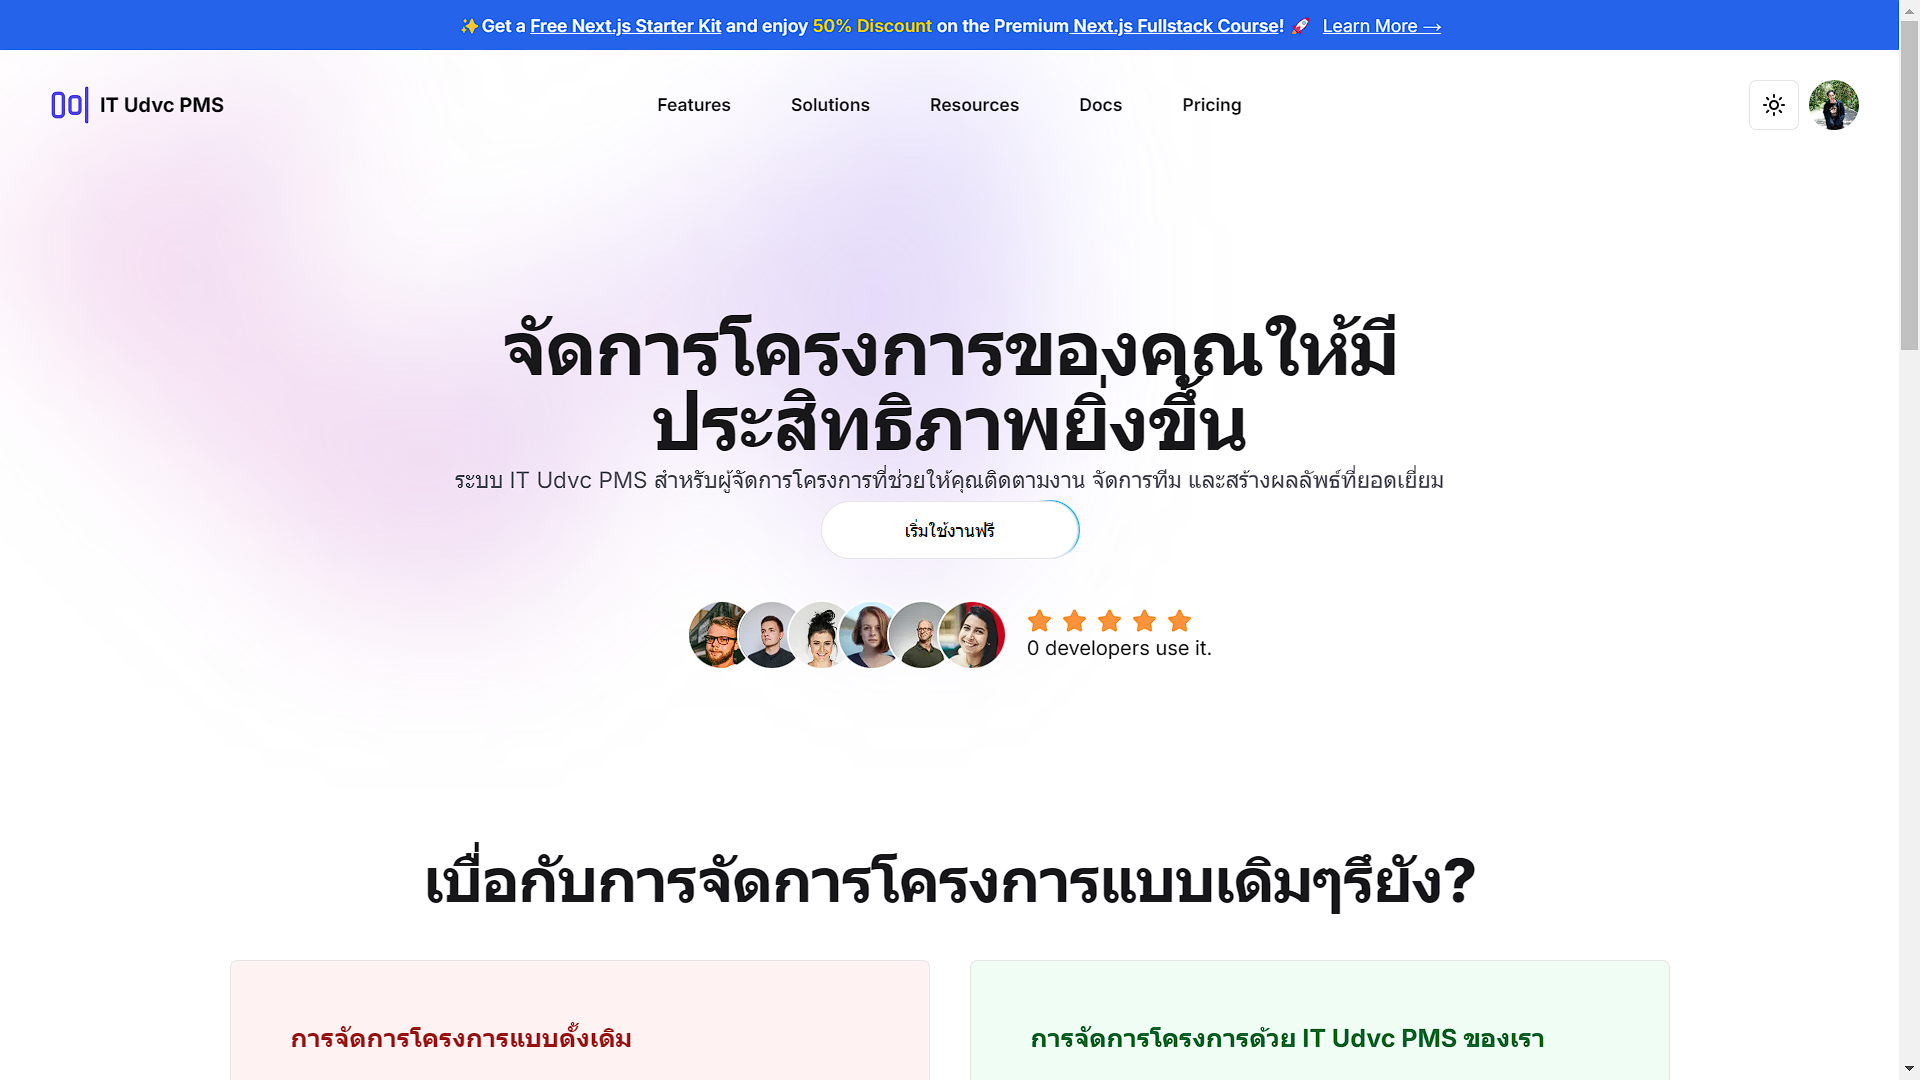 ✨Get a Free Next.js Starter Kit and enjoy 50% Discount on the Premium Next.js Fullstack Course! 🚀 Learn More →
IT Udvc PMS
Features Solutions Resources Docs Pricing
จัดการโครงการของคุณให้มี
ประสิทธิภาพยิ่งขึ้น
ระบบ IT Udvc PMS สำหรับผู้จัดการโครงการที่ช่วยให้คุณติดตามงาน จัดการทีม และสร้างผลลัพธ์ที่ยอดเยี่ยม
เริ่มใช้งานฟรี
0 developers use it.
เบื่อกับการจัดการโครงการแบบเดิมๆรึยัง?
การจัดการโครงการแบบดั้งเดิม
การจัดการโครงการด้วย IT Udvc PMS ของเรา